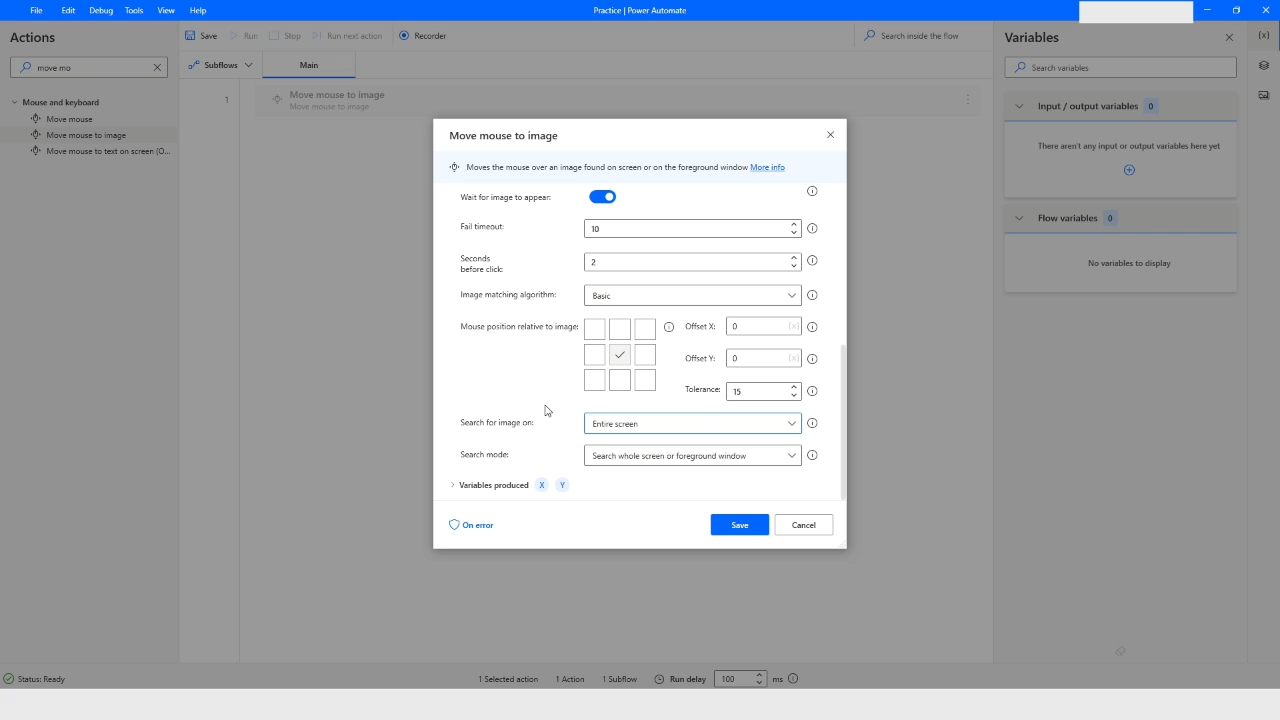 File Edit Debug Tools View Help
Practice | Power Automate
Actions
move mo
Mouse and keyboard
Move mouse
Move mouse to image
Move mouse to text on screen (O...
Save Run Stop Run next action Recorder
Search inside the flow
Subflows Main
1
Move mouse to image
Move mouse to image
Move mouse to image
Moves the mouse over an image found on screen or on the foreground window More info
Wait for image to appear:
Fail timeout: 10
Seconds
before click: 2
Image matching algorithm: Basic
Mouse position relative to image:
Offset X: 0 {x}
Offset Y: 0 {x}
Tolerance: 15
Search for image on: Entire screen
Search mode: Search whole screen or foreground window
Variables produced X Y
On error
Save Cancel
Variables
{x}
Search variables
Input / output variables 0
There aren't any input or output variables here yet
Flow variables 0
No variables to display
Status: Ready
1 Selected action 1 Action 1 Subflow Run delay 100 ms